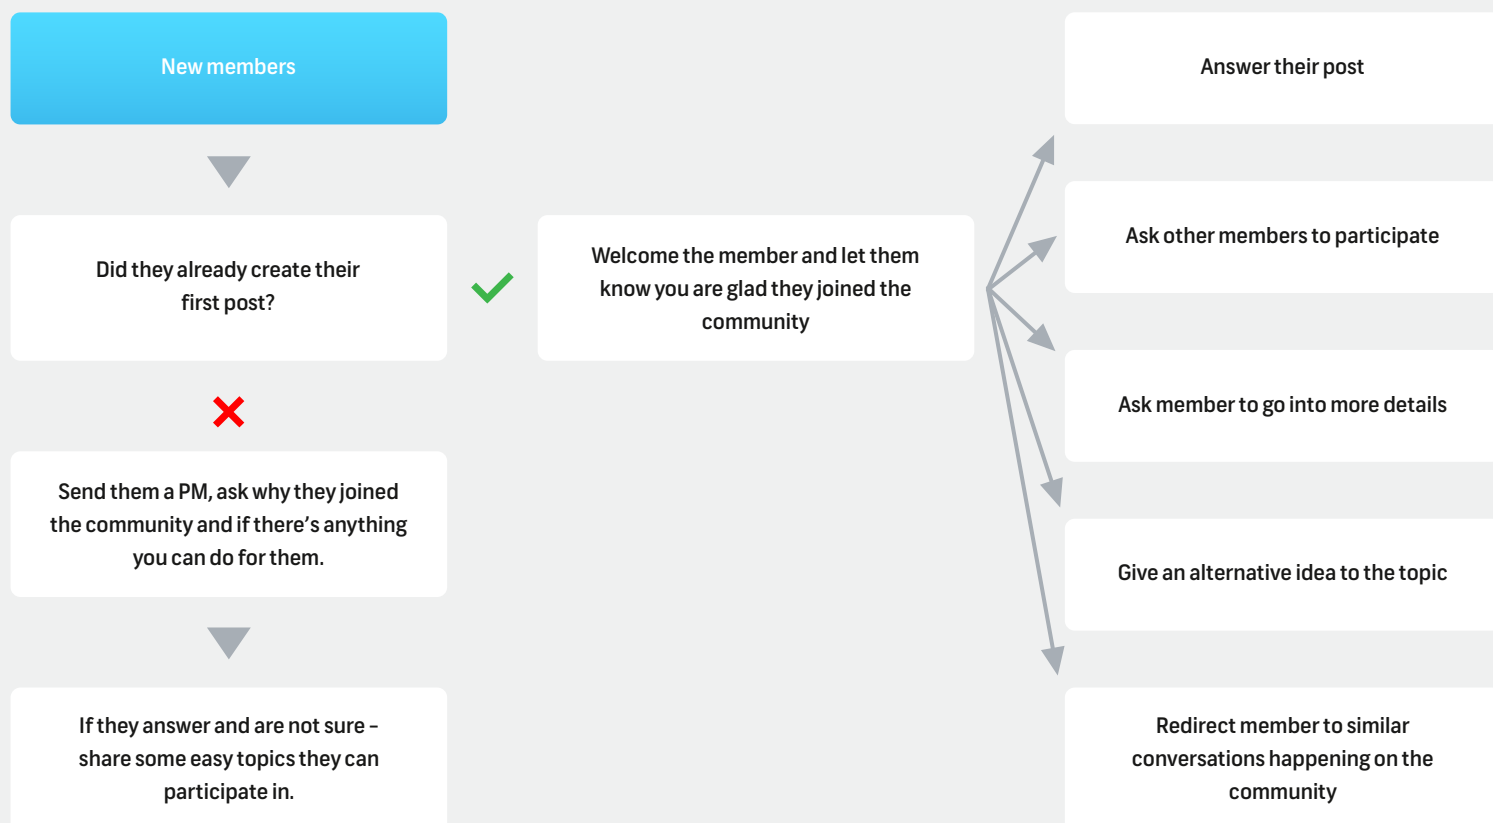 New members
Did they already create their
first post?
Send them a PM, ask why they joined
the community and if there’s anything
you can do for them.
If they answer and are not sure -
share some easy topics they can
participate in.
Welcome the member and let them
know you are glad they joined the
community
Answer their post
Ask other members to participate
Ask member to go into more details
Give an alternative idea to the topic
Redirect member to similar
conversations happening on the
community